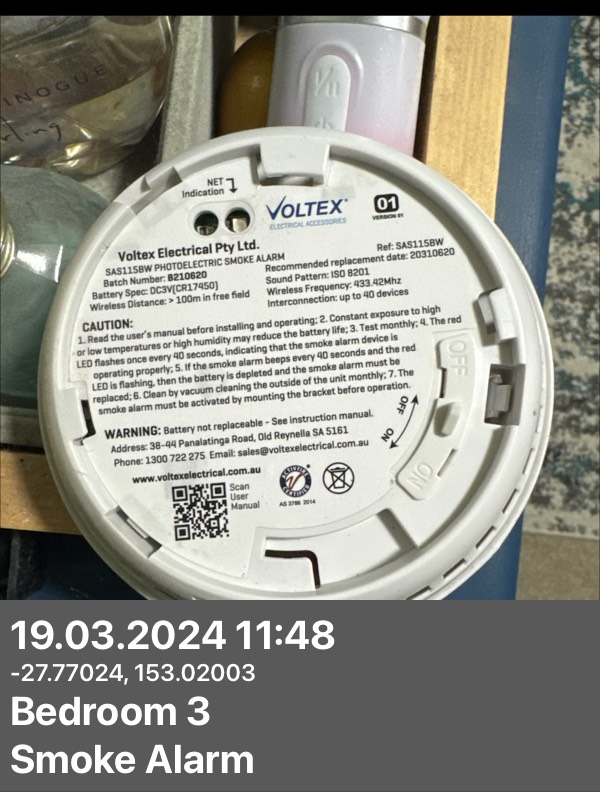 INOGUE
rling
NET
Indication
VOLTEX®
ELECTRICAL ACCESSORIES
01
VERSION 01
Voltex Electrical Pty Ltd.
SAS115BW PHOTOELECTRIC SMOKE ALARM
Ref: SAS115BW
Batch Number: B210620
Recommended replacement date: 20310620
Battery Spec: DC3V(CR17450)
Sound Pattern: ISO 8201
Wireless Distance: > 100m in free field
Wireless Frequency: 433.42Mhz
Interconnection: up to 40 devices
CAUTION:
1. Read the user's manual before installing and operating; 2. Constant exposure to high
or low temperatures or high humidity may reduce the battery life; 3. Test monthly; 4. The red
LED flashes once every 40 seconds, indicating that the smoke alarm device is
operating properly; 5. If the smoke alarm beeps every 40 seconds and the red
LED is flashing, then the battery is depleted and the smoke alarm must be
replaced; 6. Clean by vacuum cleaning the outside of the unit monthly; 7. The
smoke alarm must be activated by mounting the bracket before operation.
OFF
ON
OFF
ON
WARNING: Battery not replaceable - See instruction manual.
Address: 38-44 Panalatinga Road, Old Reynella SA 5161
Phone: 1300 722 275 Email: sales@voltexelectrical.com.au
www.voltexelectrical.com.au
Scan
User
Manual
AS 3786 2014
19.03.2024 11:48
-27.77024, 153.02003
Bedroom 3
Smoke Alarm